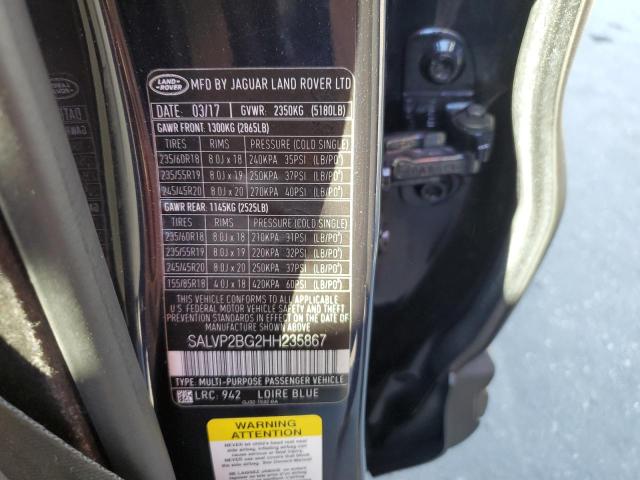 LAND-ROVER MFD BY JAGUAR LAND ROVER LTD
DATE: 03/17 GVWR: 2350KG (5180LB)
GAWR FRONT: 1300KG (2865LB)
TIRES RIMS PRESSURE (COLD SINGLE)
235/60R18 8.0J x 18 240KPA 35PSI (LB/PO²)
235/55R19 8.0J x 19 250KPA 37PSI (LB/PO²)
245/45R20 8.0J x 20 270KPA 40PSI (LB/PO²)
GAWR REAR: 1145KG (2525LB)
TIRES RIMS PRESSURE (COLD SINGLE)
235/60R18 8.0J x 18 210KPA 31PSI (LB/PO²)
235/55R19 8.0J x 19 220KPA 32PSI (LB/PO²)
245/45R20 8.0J x 20 250KPA 37PSI (LB/PO²)
155/85R18 4.0J x 18 420KPA 60PSI (LB/PO²)
THIS VEHICLE CONFORMS TO ALL APPLICABLE
U.S. FEDERAL MOTOR VEHICLE SAFETY AND THEFT
PREVENTION STANDARDS IN EFFECT ON THE DATE
OF MANUFACTURE SHOWN ABOVE.
SALVP2BG2HH235867
TYPE: MULTI-PURPOSE PASSENGER VEHICLE
LRC: 942 LOIRE BLUE
WARNING
ATTENTION